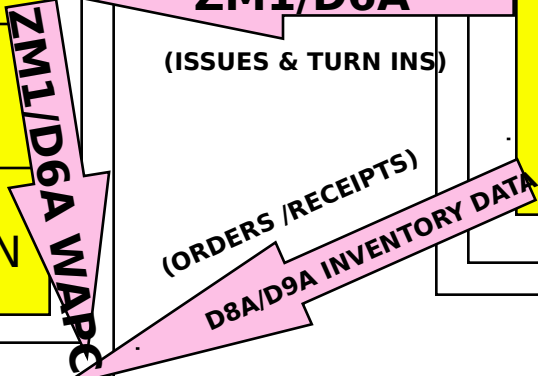 ZM1/D6A
(ISSUES & TURN INS)
ZM1/D6A WAPC
(ORDERS /RECEIPTS)
D8A/D9A INVENTORY DATA
N